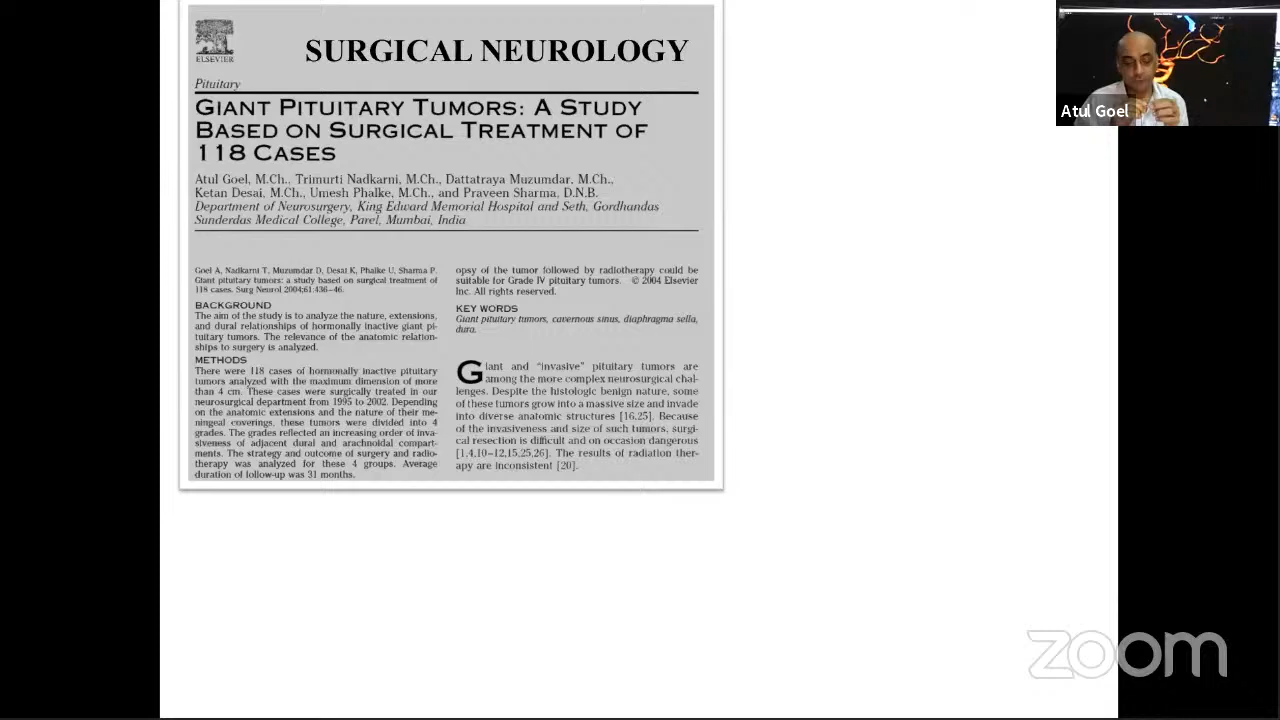 ELSEVIER
SURGICAL NEUROLOGY
Pituitary
GIANT PITUITARY TUMORS: A STUDY
BASED ON SURGICAL TREATMENT OF
118 CASES
Atul Goel, M.Ch., Trimurti Nadkarni, M.Ch., Dattatraya Muzumdar, M.Ch.,
Ketan Desai, M.Ch., Umesh Phalke, M.Ch., and Praveen Sharma, D.N.B.
Department of Neurosurgery, King Edward Memorial Hospital and Seth, Gordhandas
Sunderdas Medical College, Parel, Mumbai, India
Goel A, Nadkarni T, Muzumdar D, Desai K, Phalke U, Sharma P.
Giant pituitary tumors: a study based on surgical treatment of
118 cases. Surg Neurol 2004;61:436–46.
BACKGROUND
The aim of the study is to analyze the nature, extensions,
and dural relationships of hormonally inactive giant pi-
tuitary tumors. The relevance of the anatomic relation-
ships to surgery is analyzed.
METHODS
There were 118 cases of hormonally inactive pituitary
tumors analyzed with the maximum dimension of more
than 4 cm. These cases were surgically treated in our
neurosurgical department from 1995 to 2002. Depending
on the anatomic extensions and the nature of their me-
ningeal coverings, these tumors were divided into 4
grades. The grades reflected an increasing order of inva-
siveness of adjacent dural and arachnoidal compart-
ments. The strategy and outcome of surgery and radio-
therapy was analyzed for these 4 groups. Average
duration of follow-up was 31 months.
opsy of the tumor followed by radiotherapy could be
suitable for Grade IV pituitary tumors. © 2004 Elsevier
Inc. All rights reserved.
KEY WORDS
Giant pituitary tumors, cavernous sinus, diaphragma sella,
dura.
Giant and “invasive” pituitary tumors are
among the more complex neurosurgical chal-
lenges. Despite the histologic benign nature, some
of these tumors grow into a massive size and invade
into diverse anatomic structures [16,25]. Because
of the invasiveness and size of such tumors, surgi-
cal resection is difficult and on occasion dangerous
[1,4,10–12,15,25,26]. The results of radiation ther-
apy are inconsistent [20].
Atul Goel
zoom